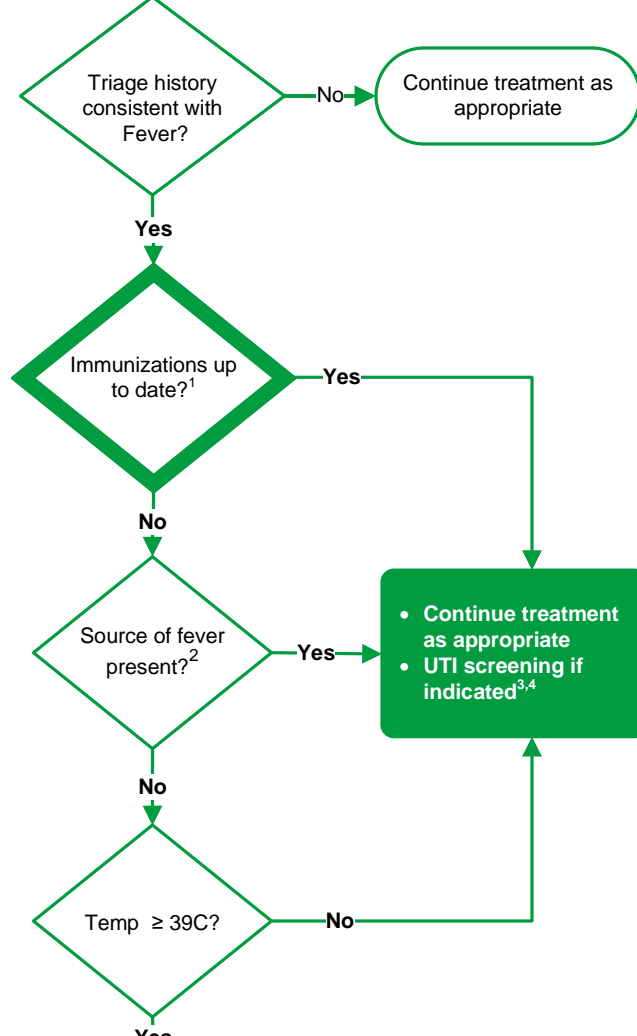 Triage history
consistent with
Fever?
No
Continue treatment as
appropriate
Yes
Immunizations up
to date?1
Yes
No
Source of fever
present?2
Yes
• Continue treatment
as appropriate
• UTI screening if
indicated3,4
No
Temp ≥ 39C?
No
Yes